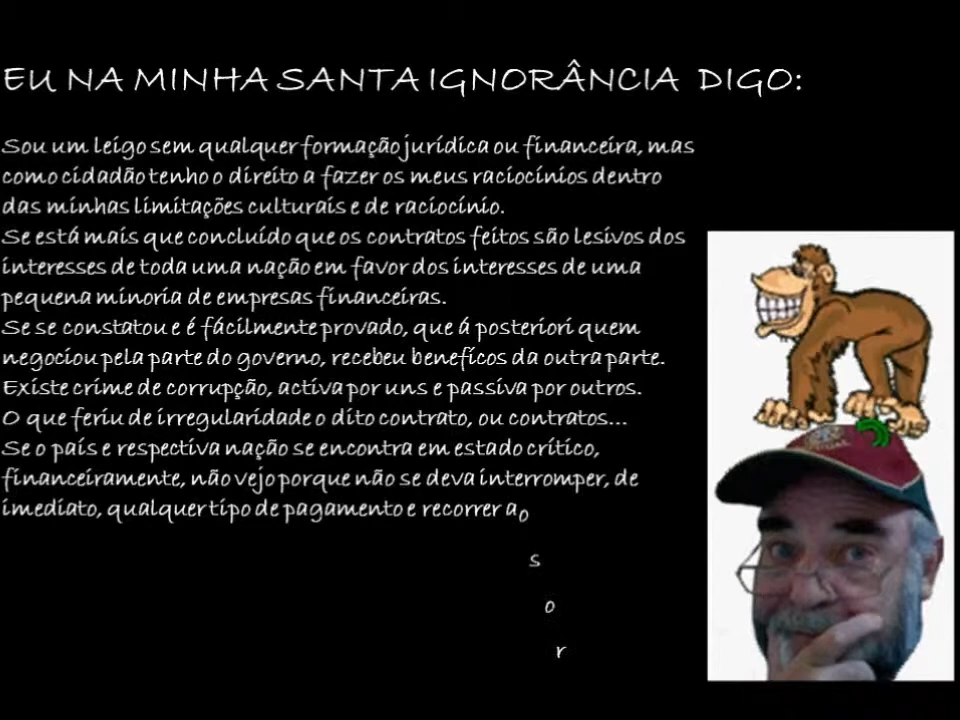 EU NA MINHA SANTA IGNORÂNCIA DIGO:
Sou um leigo sem qualquer formação jurídica ou financeira, mas
como cidadão tenho o direito a fazer os meus raciocínios dentro
das minhas limitações culturais e de raciocínio.
Se está mais que concluído que os contratos feitos são lesivos dos
interesses de toda uma nação em favor dos interesses de uma
pequena minoria de empresas financeiras.
Se se constatou e é fácilmente provado, que á posteriori quem
negociou pela parte do governo, recebeu benefícos da outra parte.
Existe crime de corrupção, activa por uns e passiva por outros.
O que feriu de irregularidade o dito contrato, ou contratos...
Se o país e respectiva nação se encontra em estado crítico,
financeiramente, não vejo porque não se deva interromper, de
imediato, qualquer tipo de pagamento e recorrer ao
s
o
r